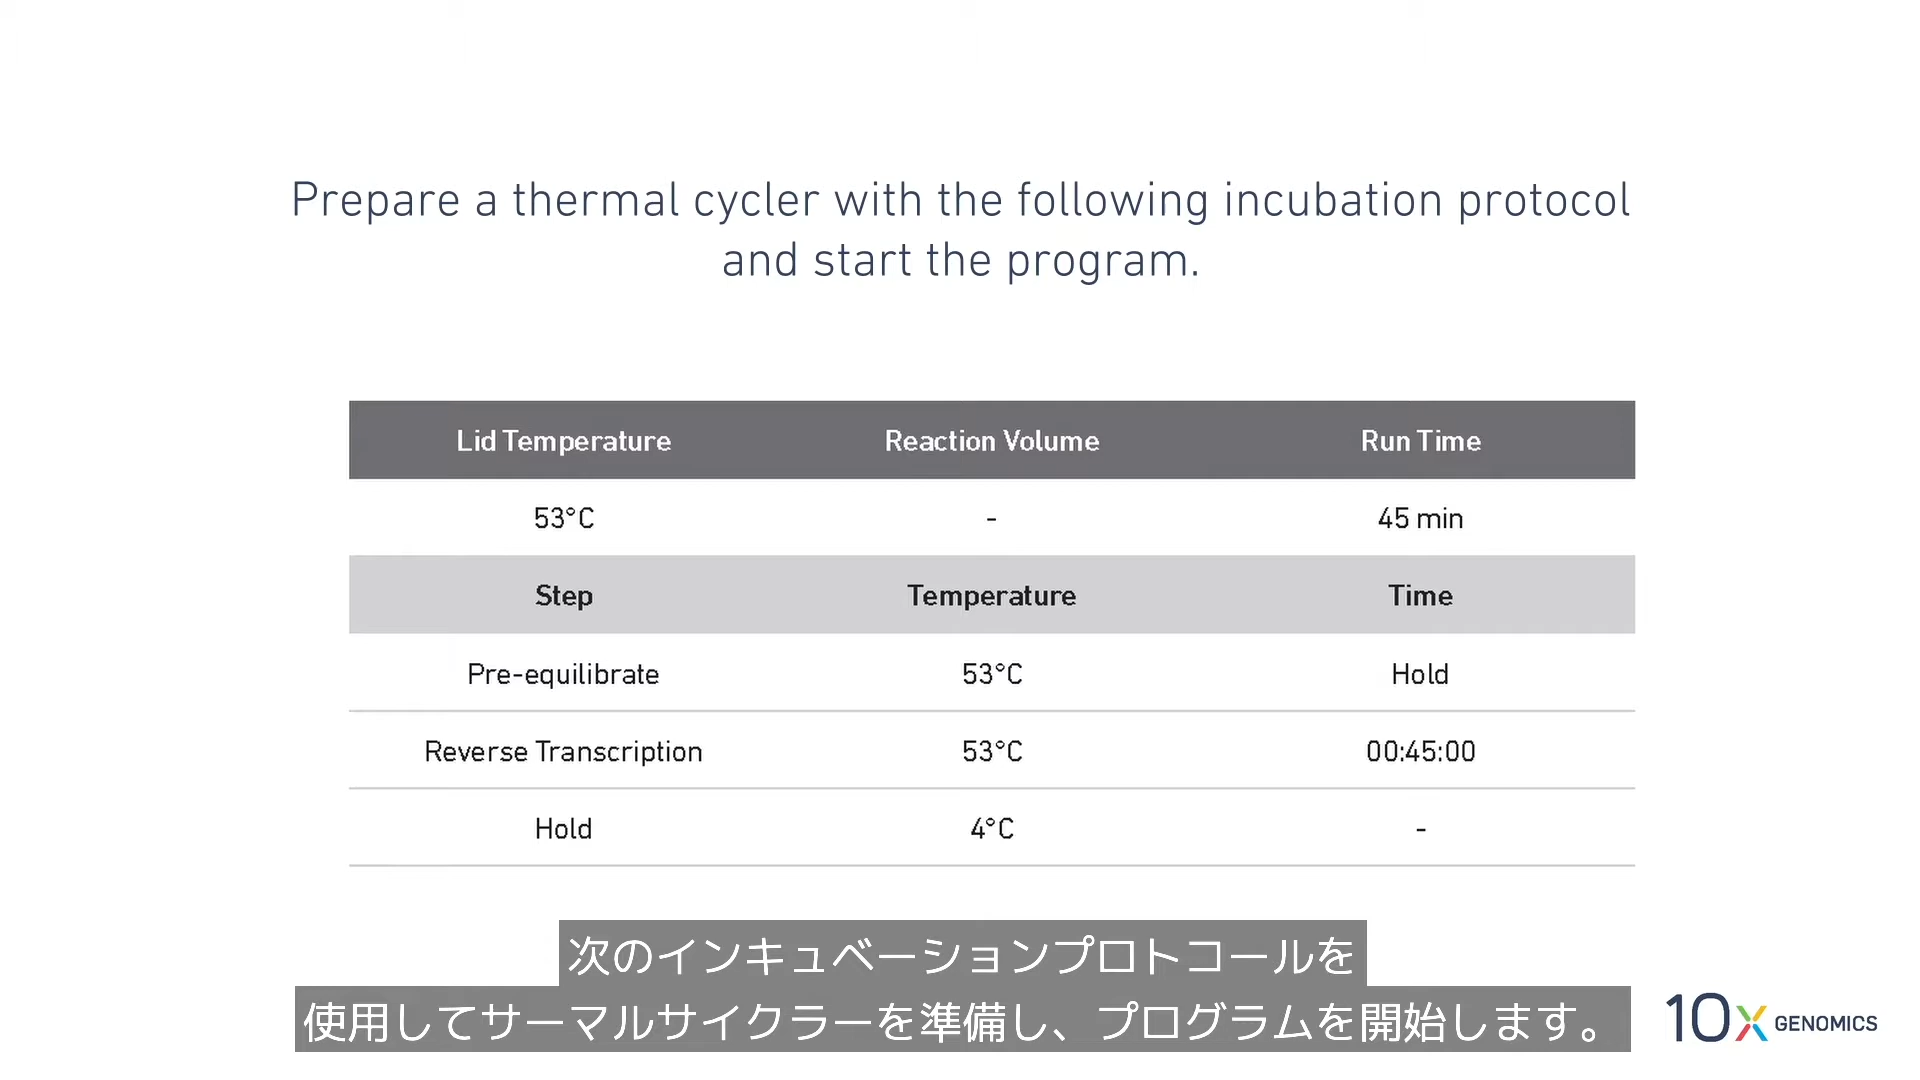 Prepare a thermal cycler with the following incubation protocol
and start the program.
Lid Temperature Reaction Volume Run Time
53°C - 45 min
Step Temperature Time
Pre-equilibrate 53°C Hold
Reverse Transcription 53°C 00:45:00
Hold 4°C -
次のインキュベーションプロトコールを
使用してサーマルサイクラーを準備し、プログラムを開始します。
10x GENOMICS